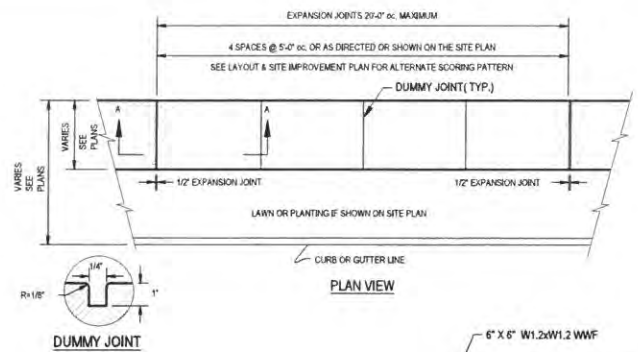 EXPANSION JOINTS 20'-0" oc, MAXIMUM
4 SPACES @ 5'-0" oc, OR AS DIRECTED OR SHOWN ON THE SITE PLAN
SEE LAYOUT & SITE IMPROVEMENT PLAN FOR ALTERNATE SCORING PATTERN
DUMMY JOINT( TYP.)
A
A
VARIES
SEE
PLANS
VARIES
SEE
PLANS
1/2" EXPANSION JOINT
1/2" EXPANSION JOINT
LAWN OR PLANTING IF SHOWN ON SITE PLAN
CURB OR GUTTER LINE
PLAN VIEW
1/4"
R=1/8"
1"
DUMMY JOINT
6" X 6" W1.2xW1.2 WWF